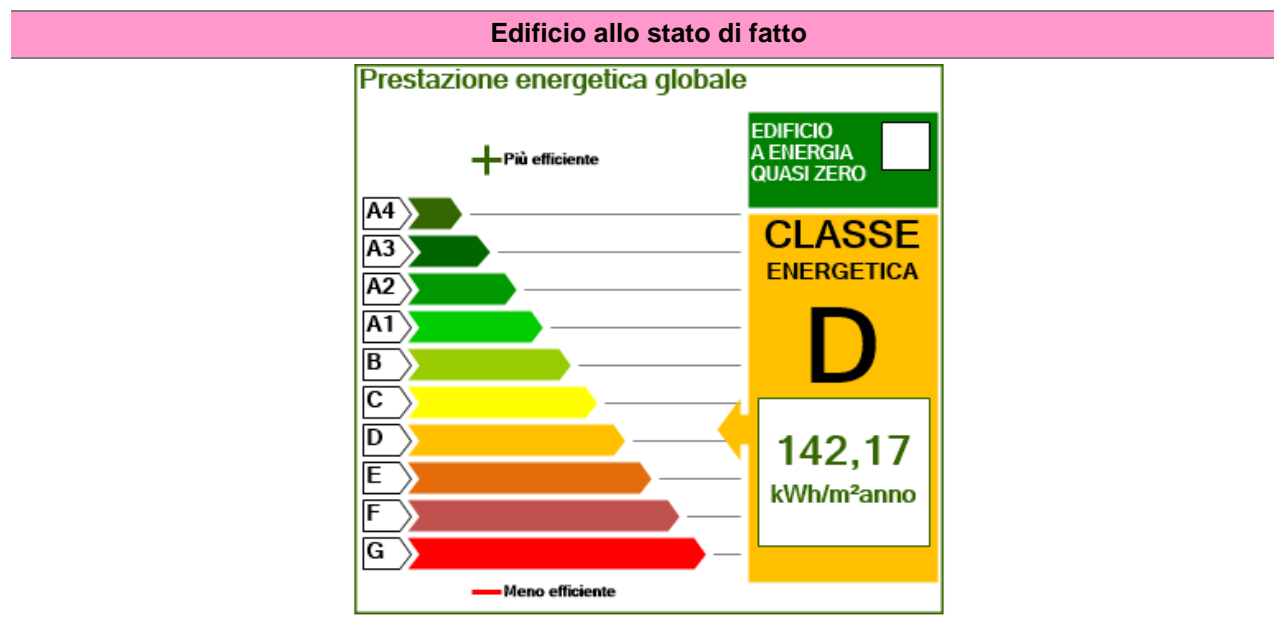 Edificio allo stato di fatto
Prestazione energetica globale
EDIFICIO
A ENERGIA
QUASI ZERO
Più efficiente
A4
A3
A2
A1
B
C
D
E
F
G
Meno efficiente
CLASSE
ENERGETICA
D
142,17
kWh/m²anno